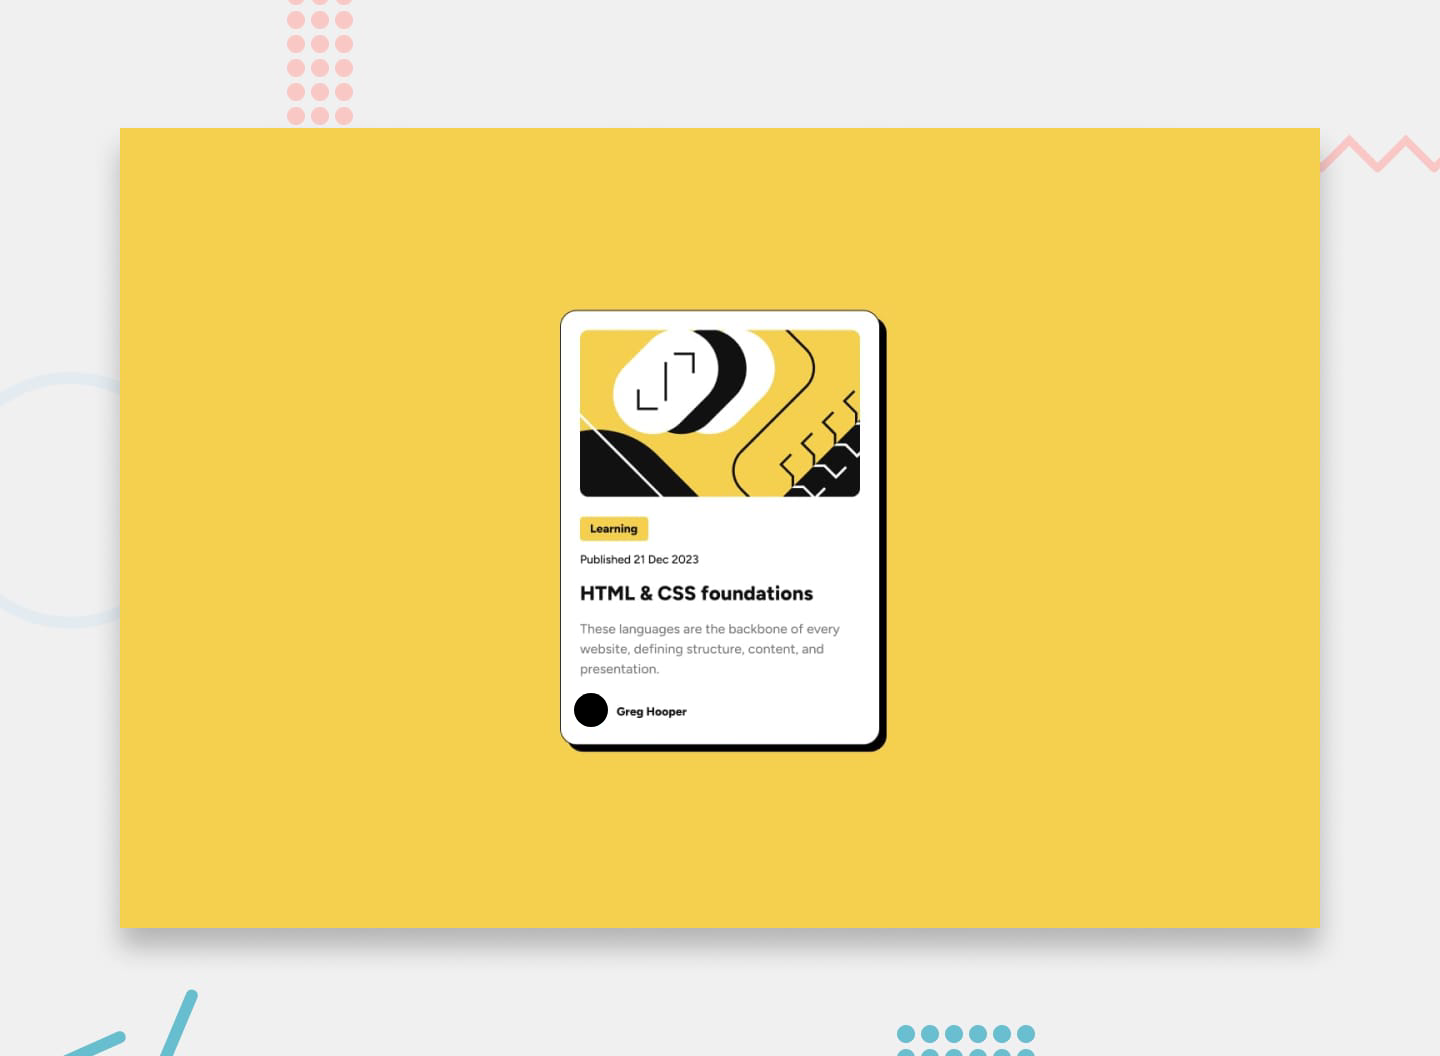 Learning
Published 21 Dec 2023
HTML & CSS foundations
These languages are the backbone of every
website, defining structure, content, and
presentation.
Greg Hooper